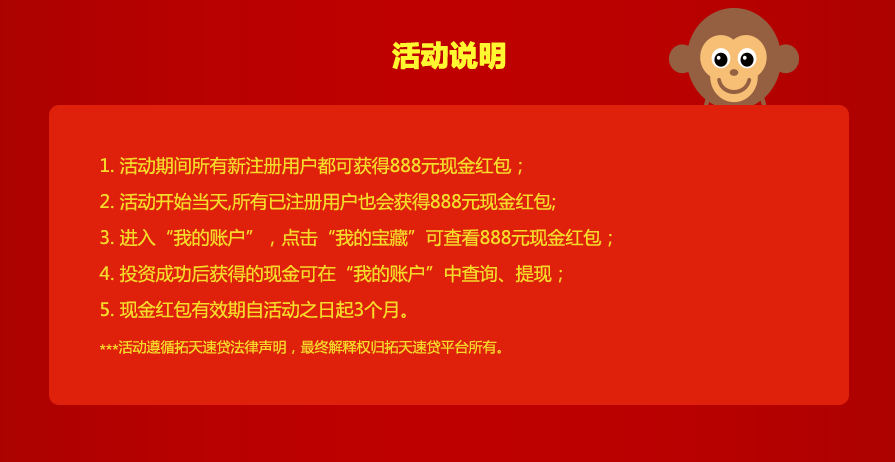 活动说明
1. 活动期间所有新注册用户都可获得888元现金红包；
2. 活动开始当天,所有已注册用户也会获得888元现金红包;
3. 进入“我的账户”，点击“我的宝藏”可查看888元现金红包；
4. 投资成功后获得的现金可在“我的账户”中查询、提现；
5. 现金红包有效期自活动之日起3个月。
***活动遵循拓天速贷法律声明，最终解释权归拓天速贷平台所有。